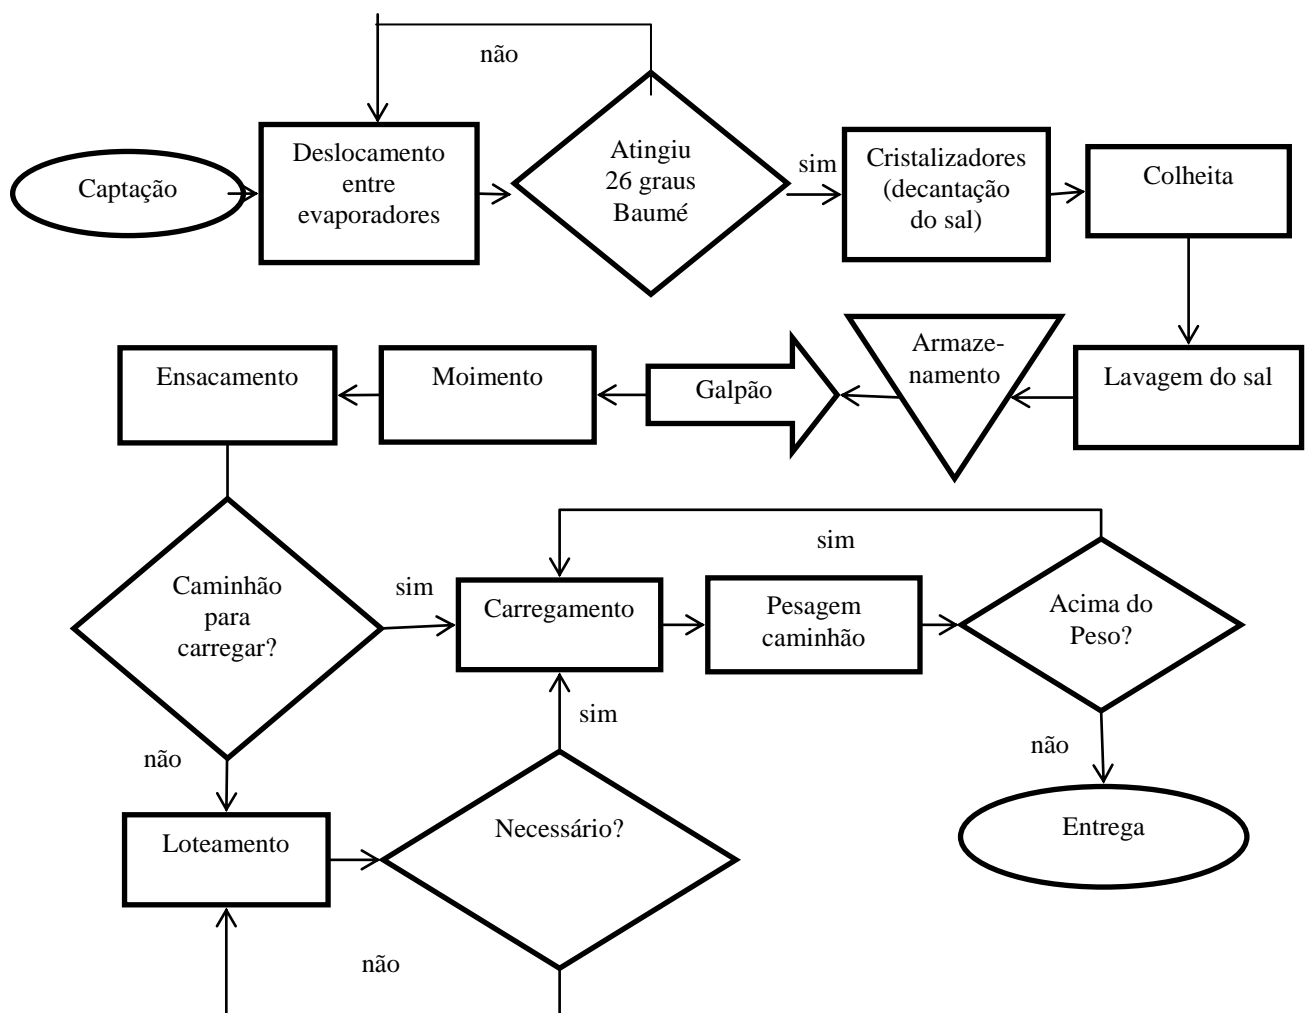 não
Captação
Deslocamento
entre
evaporadores
Atingiu
26 graus
Baumé
sim
Cristalizadores
(decantação
do sal)
Colheita
Ensacamento
Moimento
Galpão
Armaze-
namento
Lavagem do sal
Caminhão
para
carregar?
sim
Carregamento
sim
Pesagem
caminhão
Acima do
Peso?
não
sim
não
Loteamento
Necessário?
Entrega
não